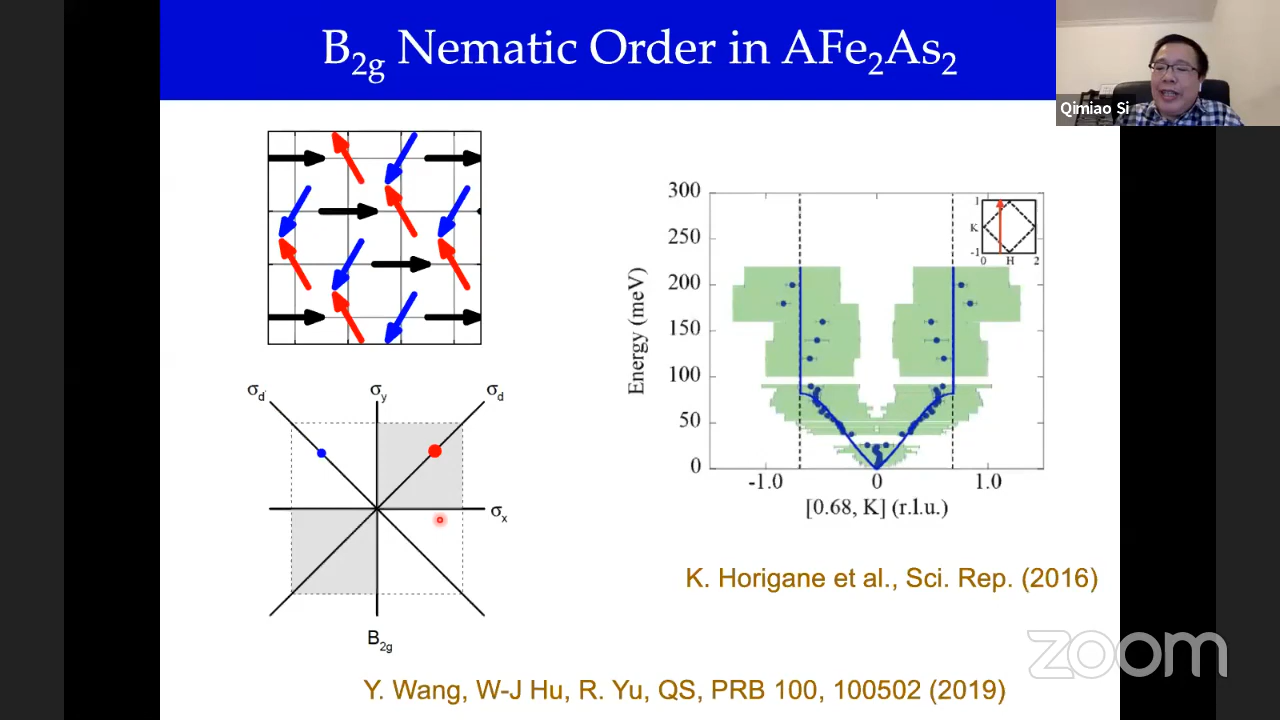 B2g Nematic Order in AFe2As2
Qimiao Si
300
250
200
150
100
50
0
Energy (meV)
-1.0 0 1.0
[0.68, K] (r.l.u.)
1
K
-1
0 H 2
σd' σy σd
σx
B2g
K. Horigane et al., Sci. Rep. (2016)
Y. Wang, W-J Hu, R. Yu, QS, PRB 100, 100502 (2019)
zoom